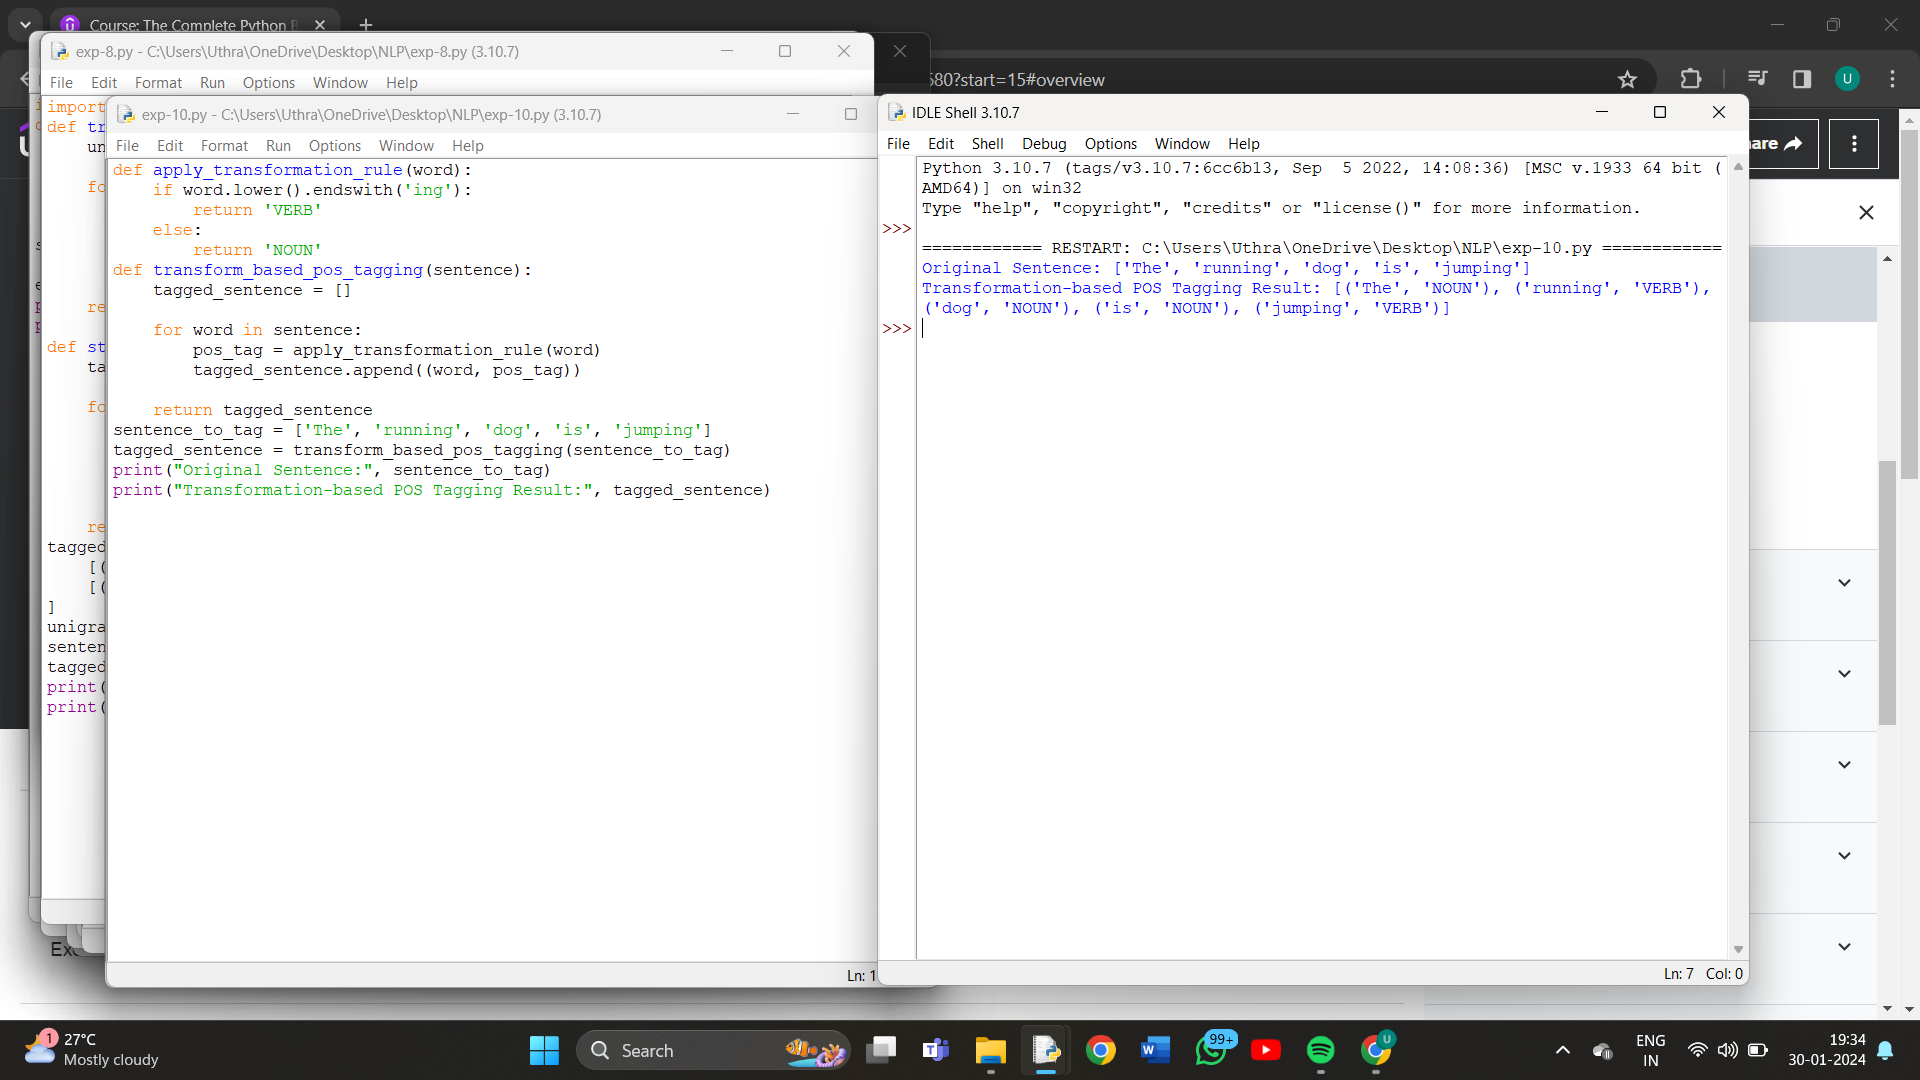 Course: The Complete Python B
680?start=15#overview
U
exp-8.py - C:\Users\Uthra\OneDrive\Desktop\NLP\exp-8.py (3.10.7)
File Edit Format Run Options Window Help
import
def tr
un
fo
re
def st
ta
fo
re
tagged
[(
[(
]
unigra
senten
tagged
print(
print(
exp-10.py - C:\Users\Uthra\OneDrive\Desktop\NLP\exp-10.py (3.10.7)
File Edit Format Run Options Window Help
def apply_transformation_rule(word):
    if word.lower().endswith('ing'):
        return 'VERB'
    else:
        return 'NOUN'
def transform_based_pos_tagging(sentence):
    tagged_sentence = []
    for word in sentence:
        pos_tag = apply_transformation_rule(word)
        tagged_sentence.append((word, pos_tag))
    return tagged_sentence
sentence_to_tag = ['The', 'running', 'dog', 'is', 'jumping']
tagged_sentence = transform_based_pos_tagging(sentence_to_tag)
print("Original Sentence:", sentence_to_tag)
print("Transformation-based POS Tagging Result:", tagged_sentence)
Ln: 1
IDLE Shell 3.10.7
File Edit Shell Debug Options Window Help
Python 3.10.7 (tags/v3.10.7:6cc6b13, Sep  5 2022, 14:08:36) [MSC v.1933 64 bit (
AMD64)] on win32
Type "help", "copyright", "credits" or "license()" for more information.
>>>
============ RESTART: C:\Users\Uthra\OneDrive\Desktop\NLP\exp-10.py ============
Original Sentence: ['The', 'running', 'dog', 'is', 'jumping']
Transformation-based POS Tagging Result: [('The', 'NOUN'), ('running', 'VERB'),
('dog', 'NOUN'), ('is', 'NOUN'), ('jumping', 'VERB')]
>>>
Ln: 7 Col: 0
are
1
27°C
Mostly cloudy
Search
99+
U
ENG
IN
19:34
30-01-2024